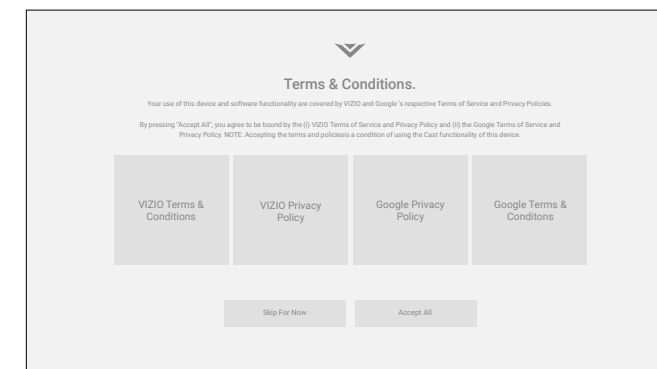 Terms & Conditions.
Your use of this device and software functionality are covered by VIZIO and Google 's respective Terms of Service and Privacy Policies.
By pressing "Accept All", you agree to be bound by the (i) VIZIO Terms of Service and Privacy Policy and (ii) the Google Terms of Service and
Privacy Policy. NOTE: Accepting the terms and policiesis a condition of using the Cast functionality of this device.
VIZIO Terms &
Conditions
VIZIO Privacy
Policy
Google Privacy
Policy
Google Terms &
Conditons
Skip For Now
Accept All